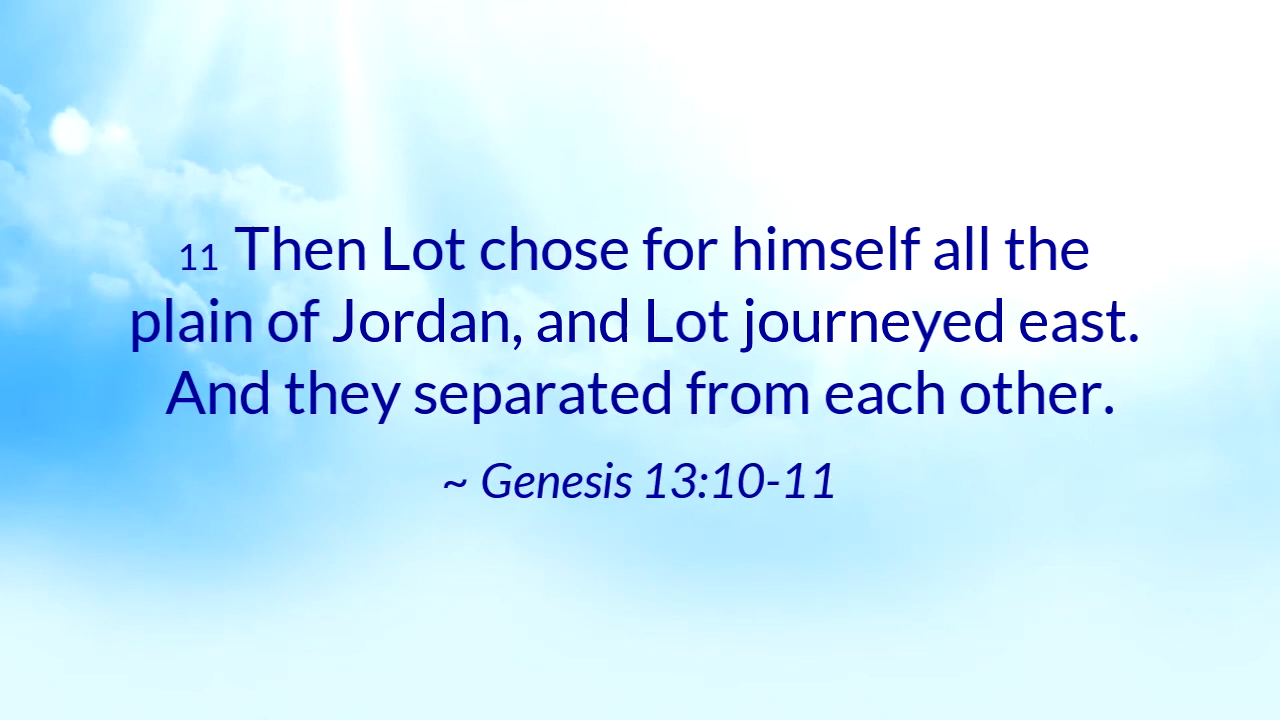 11 Then Lot chose for himself all the
plain of Jordan, and Lot journeyed east.
And they separated from each other.
~ Genesis 13:10-11